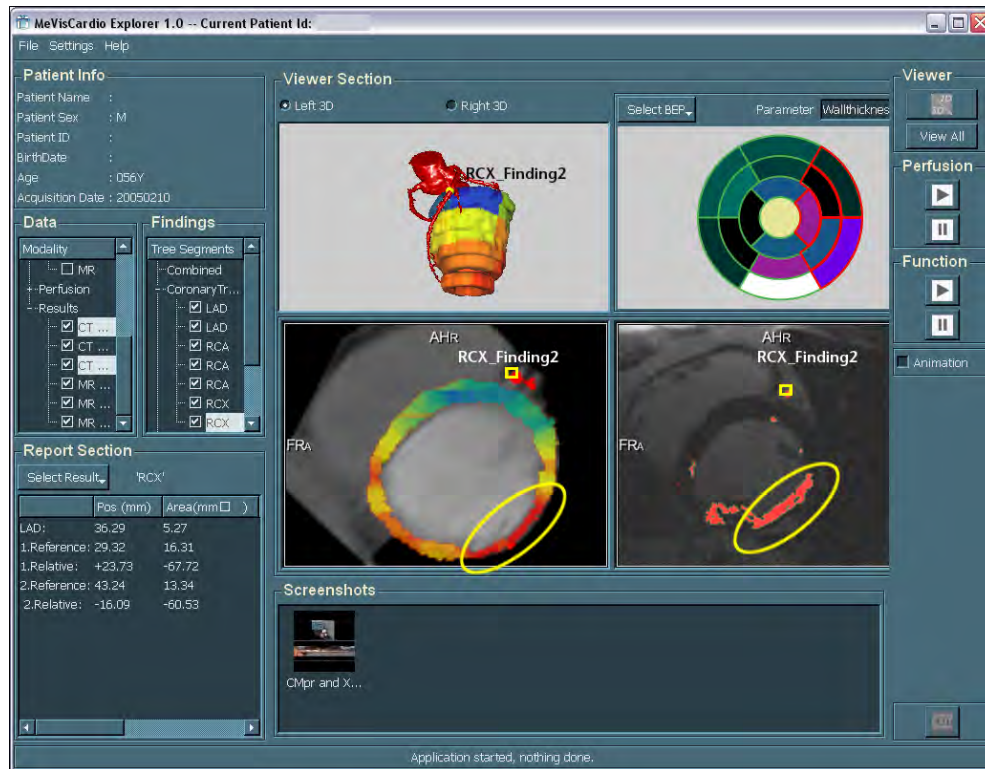 MeVisCardio Explorer 1.0 -- Current Patient Id:
File Settings Help
Patient Info
Patient Name :
Patient Sex : M
Patient ID :
BirthDate :
Age : 056Y
Acquisition Date : 20050210
Data
Modality
MR
Perfusion
Results
CT ...
CT ...
CT ...
MR ...
MR ...
MR ...
Findings
Tree Segments
Combined
CoronaryTr...
LAD
LAD
RCA
RCA
RCA
RCX
RCX
Report Section
Select Result 'RCX'
Pos (mm) Area(mm□ )
LAD: 36.29 5.27
1.Reference: 29.32 16.31
1.Relative: +23.73 -67.72
2.Reference: 43.24 13.34
2.Relative: -16.09 -60.53
Viewer Section
Left 3D Right 3D
Select BEP Parameter Wallthicknes
RCX_Finding2
AHR
RCX_Finding2
FRA
AHR
RCX_Finding2
FRA
Screenshots
CMpr and X...
Viewer
View All
Perfusion
Function
Animation
Application started, nothing done.